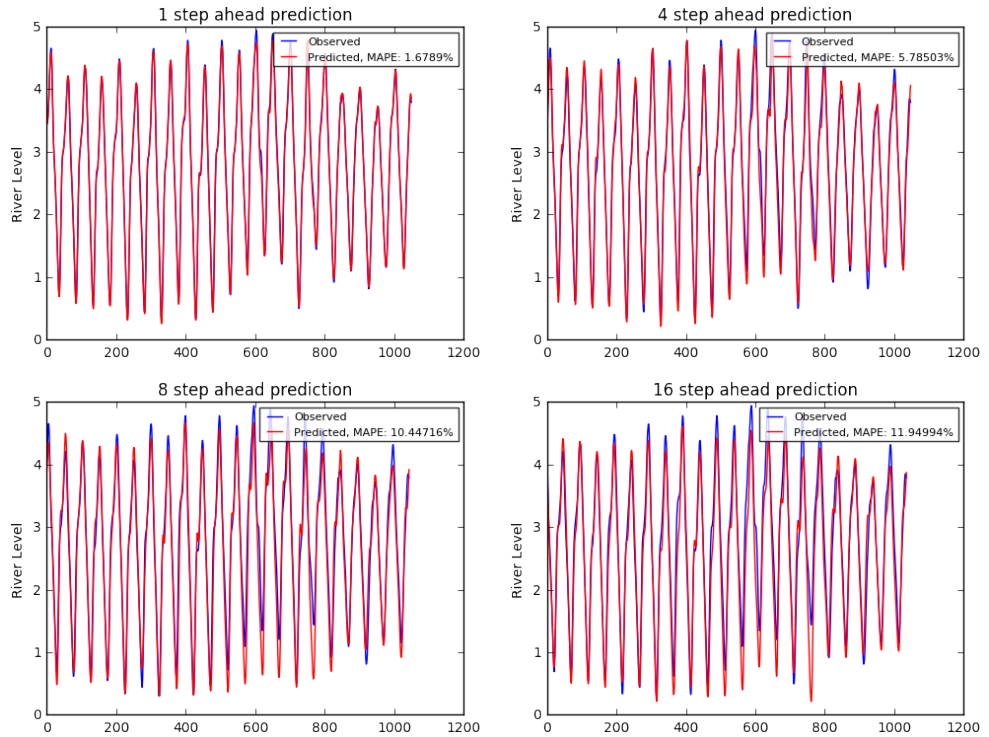 1 step ahead prediction
Observed
Predicted, MAPE: 1.6789%
River Level
5
4
3
2
1
0
0 200 400 600 800 1000 1200
4 step ahead prediction
Observed
Predicted, MAPE: 5.78503%
River Level
5
4
3
2
1
0
0 200 400 600 800 1000 1200
8 step ahead prediction
Observed
Predicted, MAPE: 10.44716%
River Level
5
4
3
2
1
0
0 200 400 600 800 1000 1200
16 step ahead prediction
Observed
Predicted, MAPE: 11.94994%
River Level
5
4
3
2
1
0
0 200 400 600 800 1000 1200